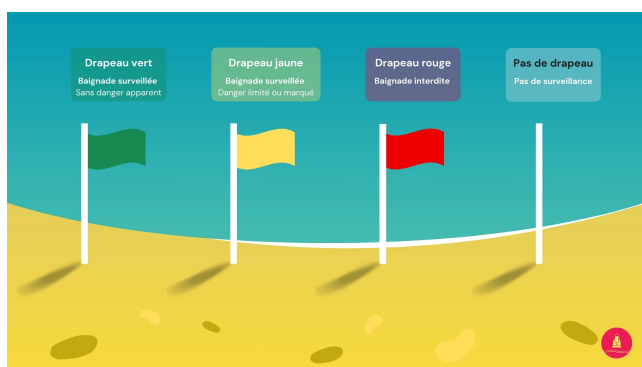 Drapeau vert
Baignade surveillée
Sans danger apparent
Drapeau jaune
Baignade surveillée
Danger limité ou marqué
Drapeau rouge
Baignade interdite
Pas de drapeau
Pas de surveillance